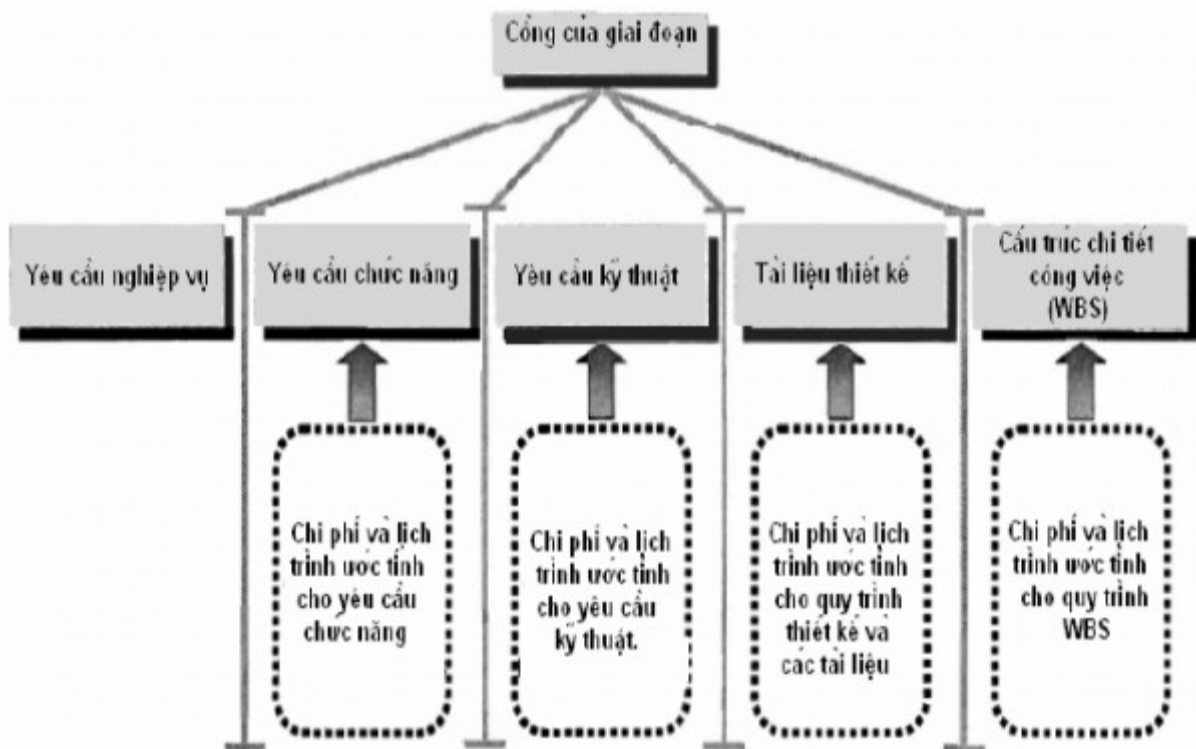 Cổng của giai đoạn
Yêu cầu nghiệp vụ
Yêu cầu chức năng
Yêu cầu kỹ thuật
Tài liệu thiết kế
Cấu trúc chi tiết
công việc
(WBS)
Chi phí và lịch
trình ước tính
cho yêu cầu
chức năng
Chi phí và lịch
trình ước tính
cho yêu cầu
kỹ thuật.
Chi phí và lịch
trình ước tính
cho quy trình
thiết kế và
các tài liệu
Chi phí và lịch
trình ước tính
cho quy trình
WBS